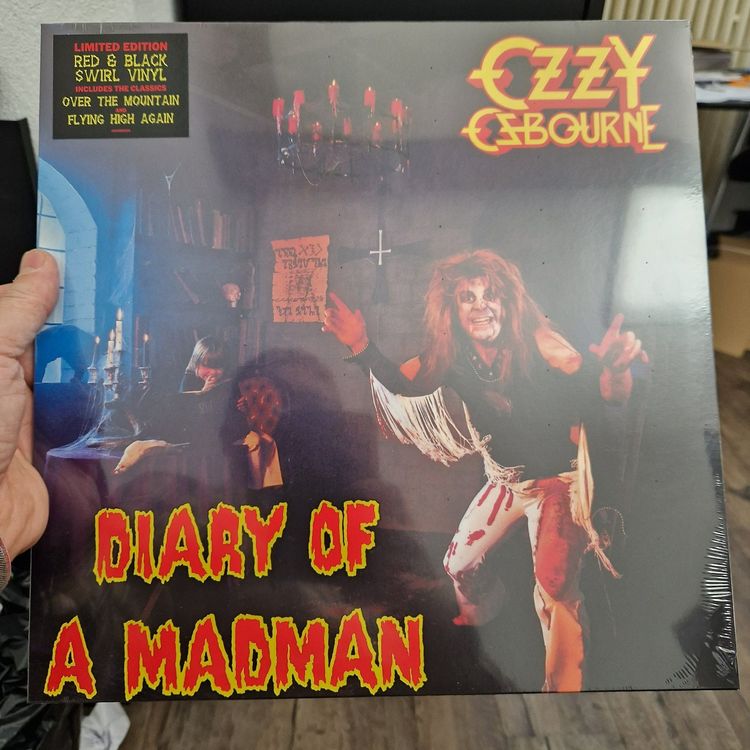 LIMITED EDITION
RED & BLACK
SWIRL VINYL
INCLUDES THE CLASSICS
OVER THE MOUNTAIN
AND
FLYING HIGH AGAIN
OZZY
OSBOURNE
DIARY OF
A MADMAN